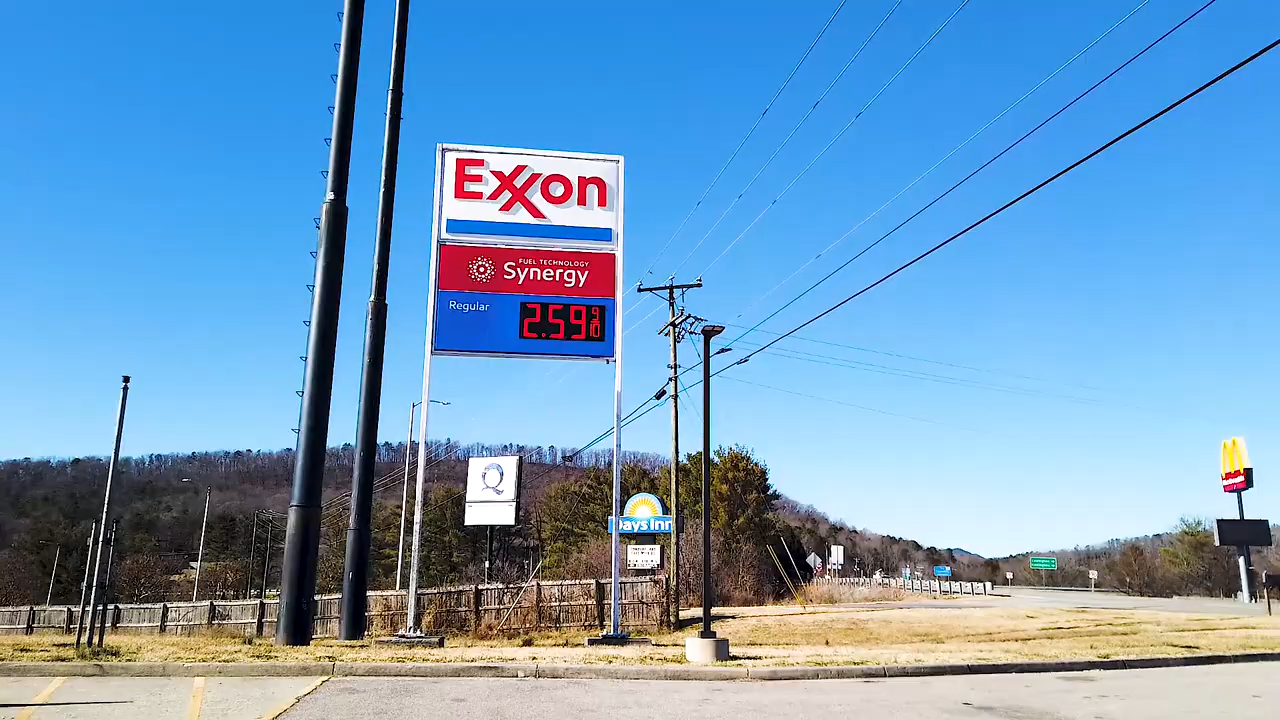 Exxon
FUEL TECHNOLOGY
Synergy
Regular
2.59 9/10
Q
Days Inn